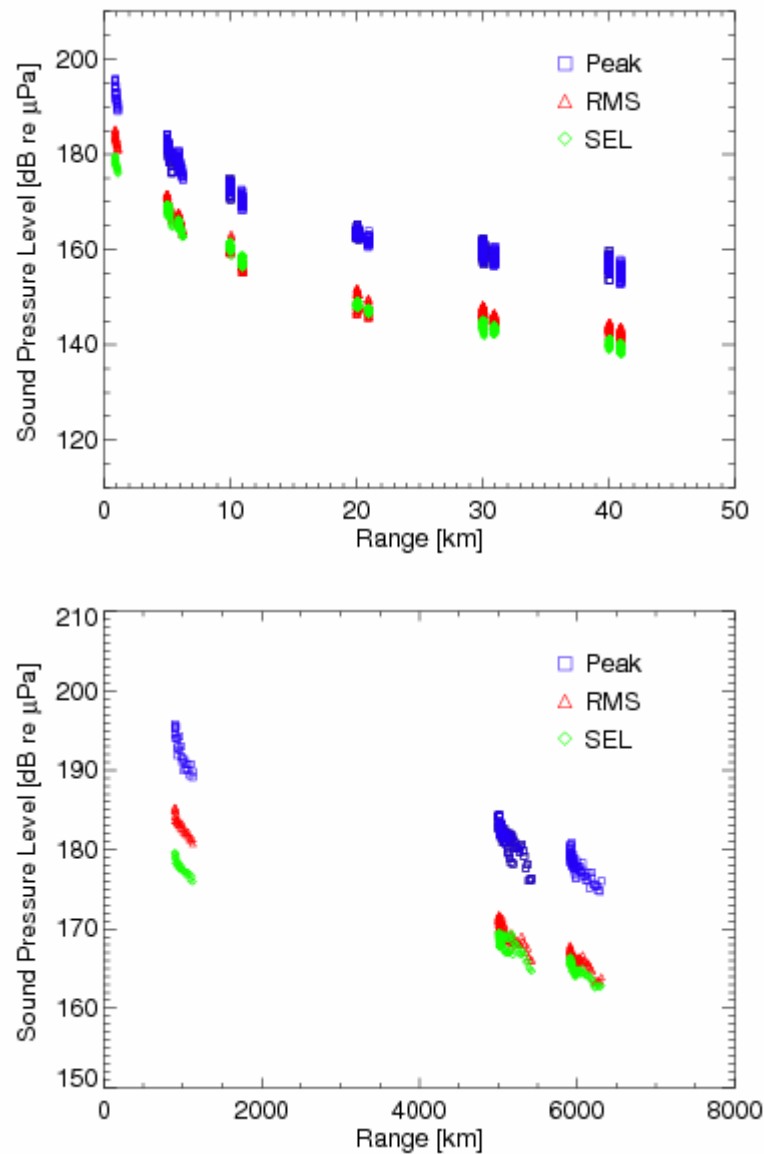 200
180
160
140
120
Sound Pressure Level [dB re μPa]
Peak
RMS
SEL
0 10 20 30 40 50
Range [km]
210
200
190
180
170
160
150
Sound Pressure Level [dB re μPa]
Peak
RMS
SEL
0 2000 4000 6000 8000
Range [km]